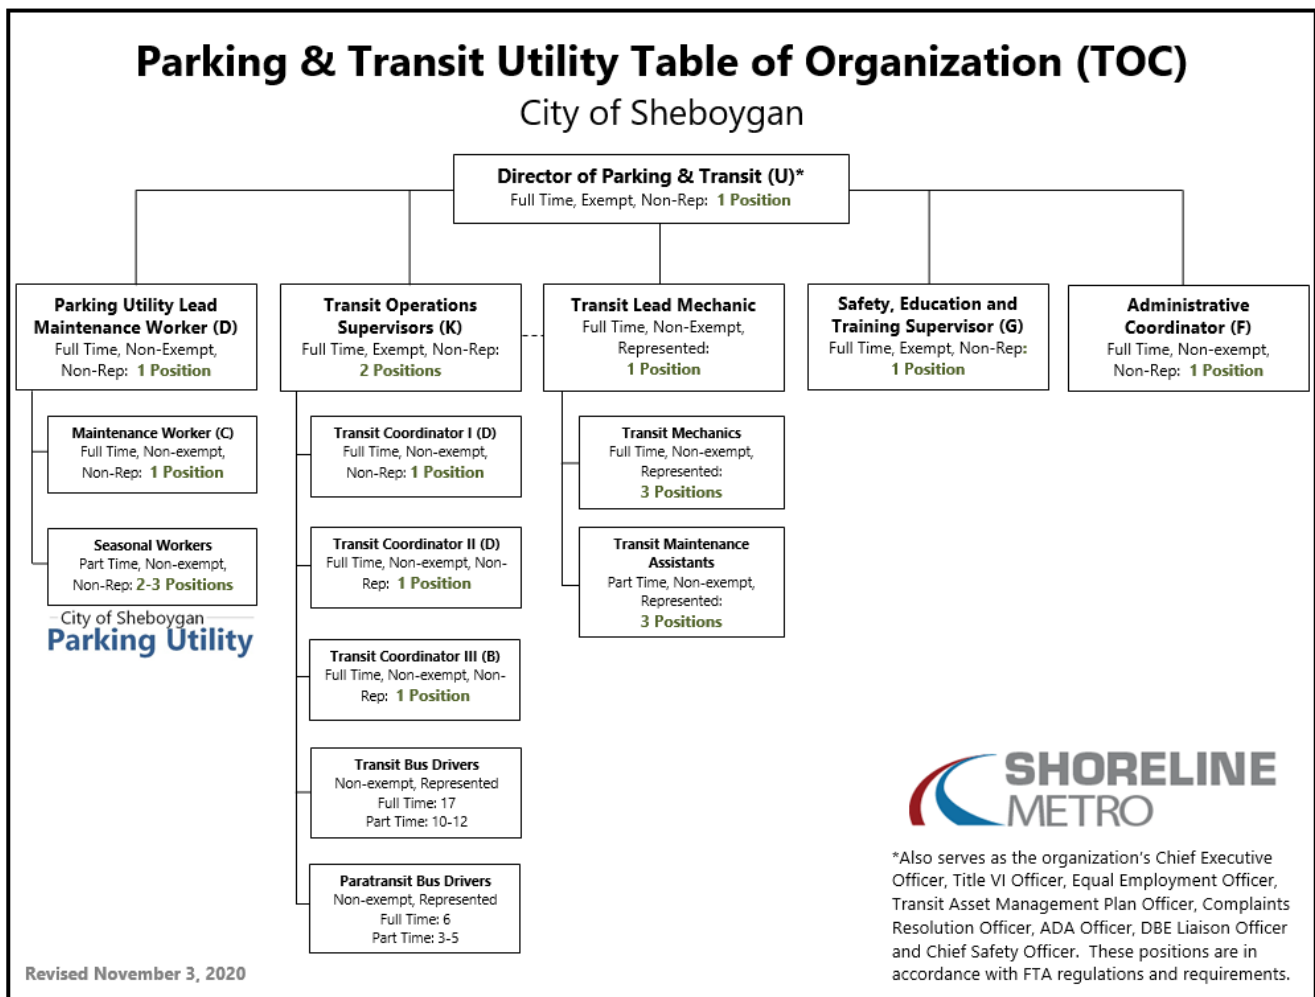 Parking & Transit Utility Table of Organization (TOC)
City of Sheboygan
Director of Parking & Transit (U)*
Full Time, Exempt, Non-Rep: 1 Position
Parking Utility Lead
Maintenance Worker (D)
Full Time, Non-Exempt,
Non-Rep: 1 Position
Transit Operations
Supervisors (K)
Full Time, Exempt, Non-Rep:
2 Positions
Transit Lead Mechanic
Full Time, Non-Exempt,
Represented:
1 Position
Safety, Education and
Training Supervisor (G)
Full Time, Exempt, Non-Rep:
1 Position
Administrative
Coordinator (F)
Full Time, Non-exempt,
Non-Rep: 1 Position
Maintenance Worker (C)
Full Time, Non-exempt,
Non-Rep: 1 Position
Seasonal Workers
Part Time, Non-exempt,
Non-Rep: 2-3 Positions
City of Sheboygan
Parking Utility
Transit Coordinator I (D)
Full Time, Non-exempt,
Non-Rep: 1 Position
Transit Coordinator II (D)
Full Time, Non-exempt, Non-
Rep: 1 Position
Transit Coordinator III (B)
Full Time, Non-exempt, Non-
Rep: 1 Position
Transit Bus Drivers
Non-exempt, Represented
Full Time: 17
Part Time: 10-12
Paratransit Bus Drivers
Non-exempt, Represented
Full Time: 6
Part Time: 3-5
Transit Mechanics
Full Time, Non-exempt,
Represented:
3 Positions
Transit Maintenance
Assistants
Part Time, Non-exempt,
Represented:
3 Positions
SHORELINE
METRO
*Also serves as the organization's Chief Executive
Officer, Title VI Officer, Equal Employment Officer,
Transit Asset Management Plan Officer, Complaints
Resolution Officer, ADA Officer, DBE Liaison Officer
and Chief Safety Officer. These positions are in
accordance with FTA regulations and requirements.
Revised November 3, 2020